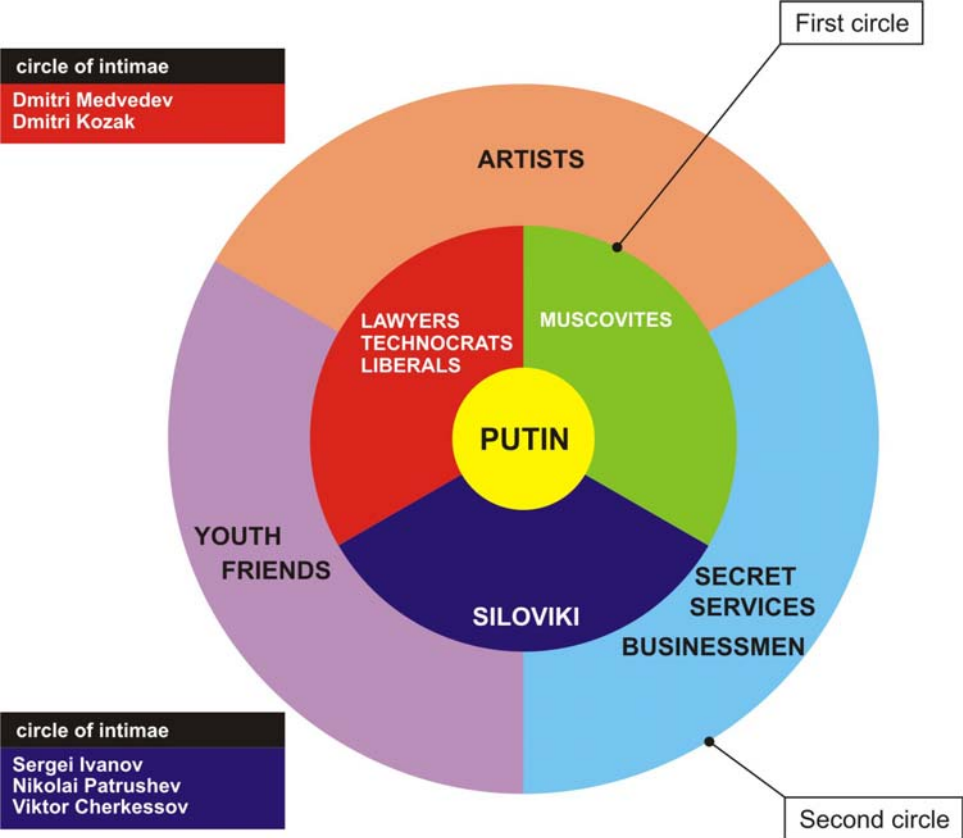 First circle
circle of intimae
Dmitri Medvedev
Dmitri Kozak
ARTISTS
LAWYERS
TECHNOCRATS
LIBERALS
MUSCOVITES
PUTIN
YOUTH
FRIENDS
SILOVIKI
SECRET
SERVICES
BUSINESSMEN
circle of intimae
Sergei Ivanov
Nikolai Patrushev
Viktor Cherkessov
Second circle